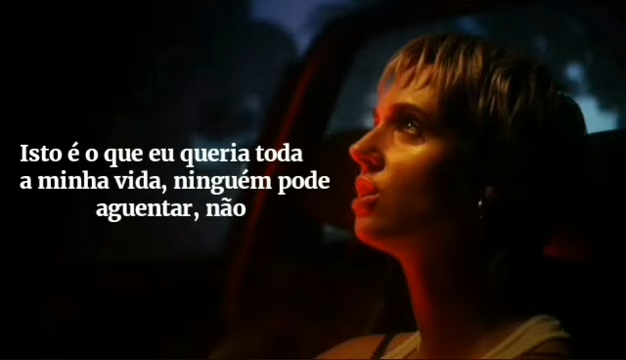 Isto é o que eu queria toda
a minha vida, ninguém pode
aguentar, não